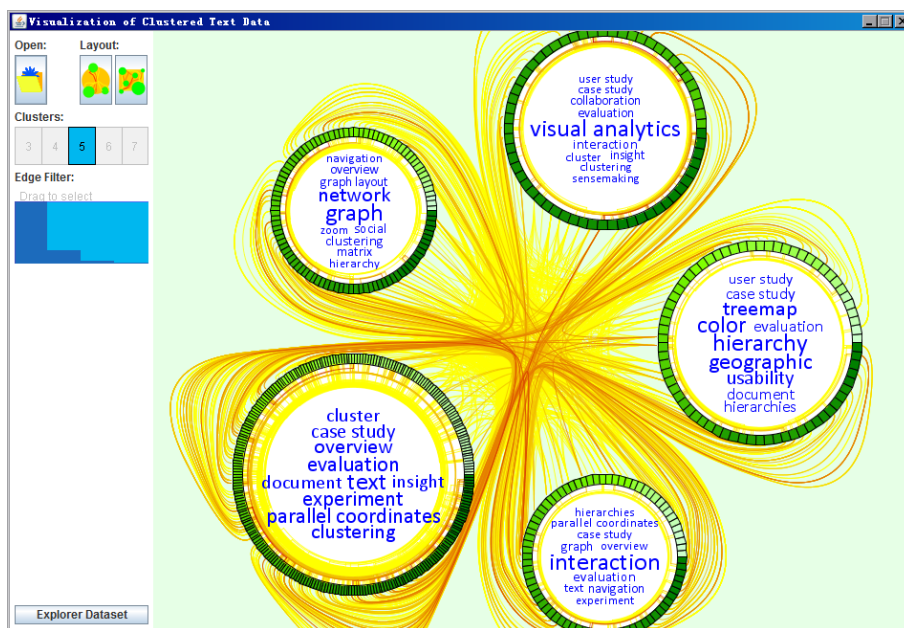 Visualization of Clustered Text Data
Open:
Layout:
Clusters:
3 4 5 6 7
Edge Filter:
Drag to select
Explorer Dataset
user study
case study
collaboration
evaluation
visual analytics
interaction
cluster insight
clustering
sensemaking
navigation
overview
graph layout
network
graph
zoom social
clustering
matrix
hierarchy
user study
case study
treemap
color evaluation
hierarchy
geographic
usability
document
hierarchies
cluster
case study
overview
evaluation
document text insight
experiment
parallel coordinates
clustering
hierarchies
parallel coordinates
case study
graph overview
interaction
evaluation
text navigation
experiment